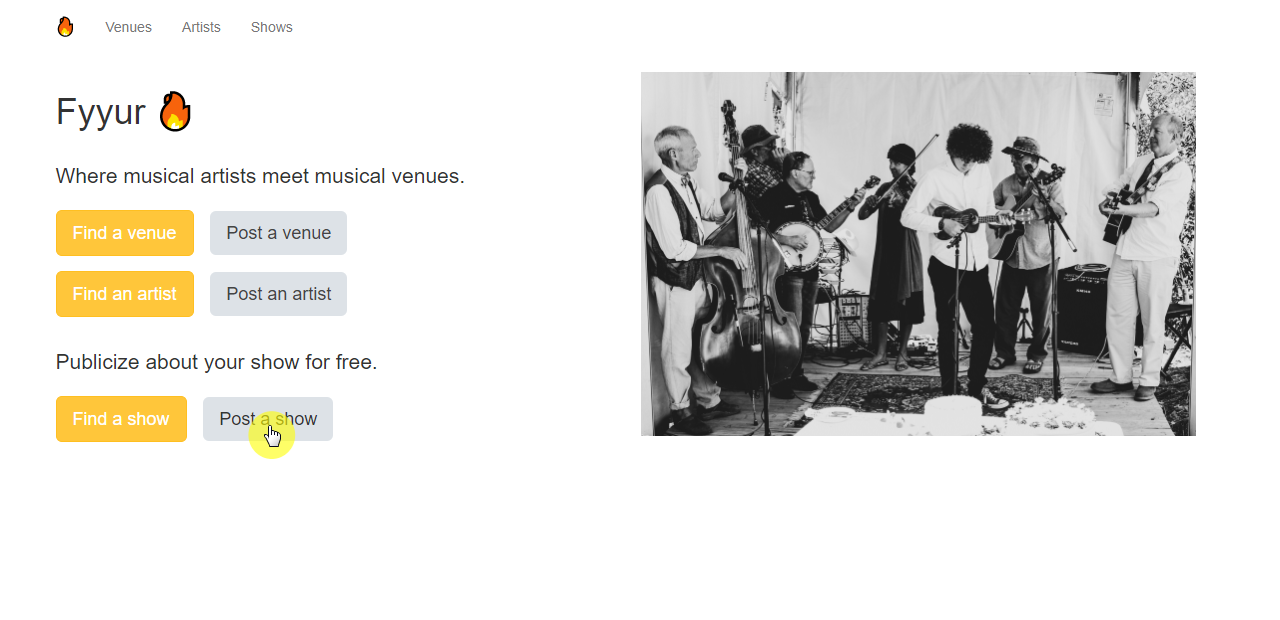 Venues Artists Shows
Fyyur
Where musical artists meet musical venues.
Find a venue Post a venue
Find an artist Post an artist
Publicize about your show for free.
Find a show Post a show